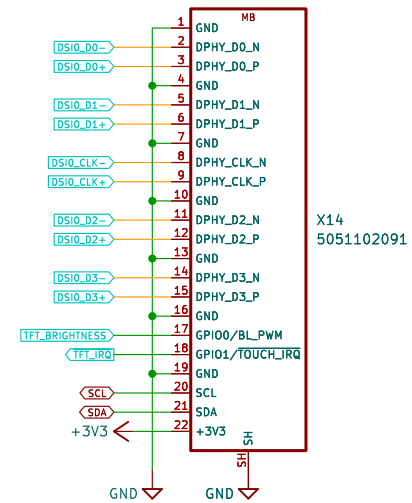 MB
1 GND
DSI0_D0- 2 DPHY_D0_N
DSI0_D0+ 3 DPHY_D0_P
4 GND
DSI0_D1- 5 DPHY_D1_N
DSI0_D1+ 6 DPHY_D1_P
7 GND
DSI0_CLK- 8 DPHY_CLK_N
DSI0_CLK+ 9 DPHY_CLK_P
10 GND
DSI0_D2- 11 DPHY_D2_N
X14
DSI0_D2+ 12 DPHY_D2_P
5051102091
13 GND
DSI0_D3- 14 DPHY_D3_N
DSI0_D3+ 15 DPHY_D3_P
16 GND
TFT_BRIGHTNESS 17 GPIO0/BL_PWM
TFT_IRQ 18 GPIO1/TOUCH_IRQ
19 GND
SCL 20 SCL
SDA 21 SDA
+3V3 22 +3V3
SH
SH
GND GND